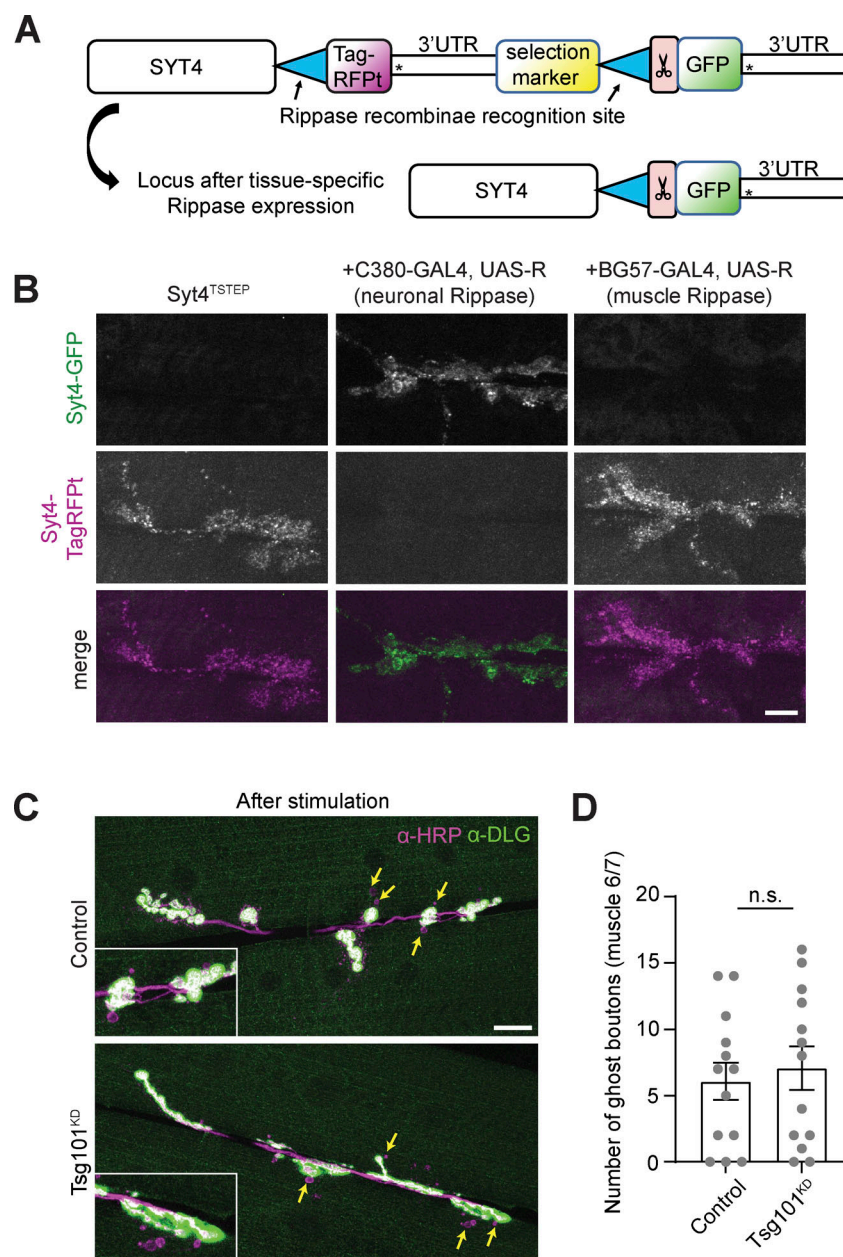 A
SYT4
Tag-
RFPt
3'UTR
*
selection
marker
GFP
3'UTR
*
Rippase recombinae recognition site
Locus after tissue-specific
Rippase expression
SYT4
GFP
3'UTR
*
B
Syt4TSTEP
+C380-GAL4, UAS-R
(neuronal Rippase)
+BG57-GAL4, UAS-R
(muscle Rippase)
Syt4-GFP
Syt4-
TagRFPt
merge
C
After stimulation
α-HRP α-DLG
Control
Tsg101KD
D
Number of ghost boutons (muscle 6/7)
20
15
10
5
0
n.s.
Control
Tsg101KD